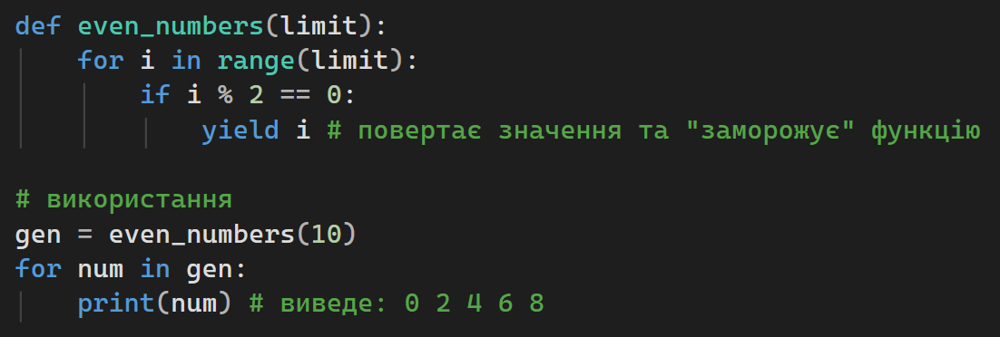 def even_numbers(limit):
    for i in range(limit):
        if i % 2 == 0:
            yield i # повертає значення та "заморожує" функцію

# використання
gen = even_numbers(10)
for num in gen:
    print(num) # виведе: 0 2 4 6 8